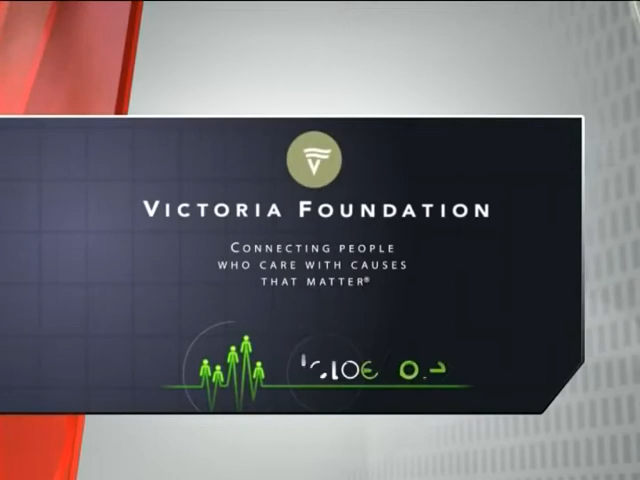 VICTORIA FOUNDATION
CONNECTING PEOPLE
WHO CARE WITH CAUSES
THAT MATTER®